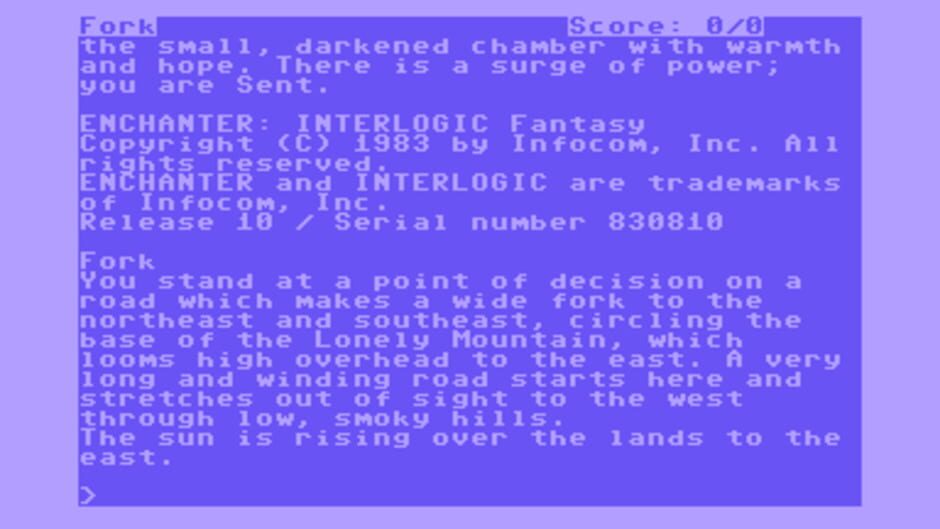 Fork Score: 0/0
the small, darkened chamber with warmth
and hope. There is a surge of power;
you are Sent.
ENCHANTER: INTERLOGIC Fantasy
Copyright (C) 1983 by Infocom, Inc. All
rights reserved.
ENCHANTER and INTERLOGIC are trademarks
of Infocom, Inc.
Release 10 / Serial number 830810
Fork
You stand at a point of decision on a
road which makes a wide fork to the
northeast and southeast, circling the
base of the Lonely Mountain, which
looms high overhead to the east. A very
long and winding road starts here and
stretches out of sight to the west
through low, smoky hills.
The sun is rising over the lands to the
east.
>